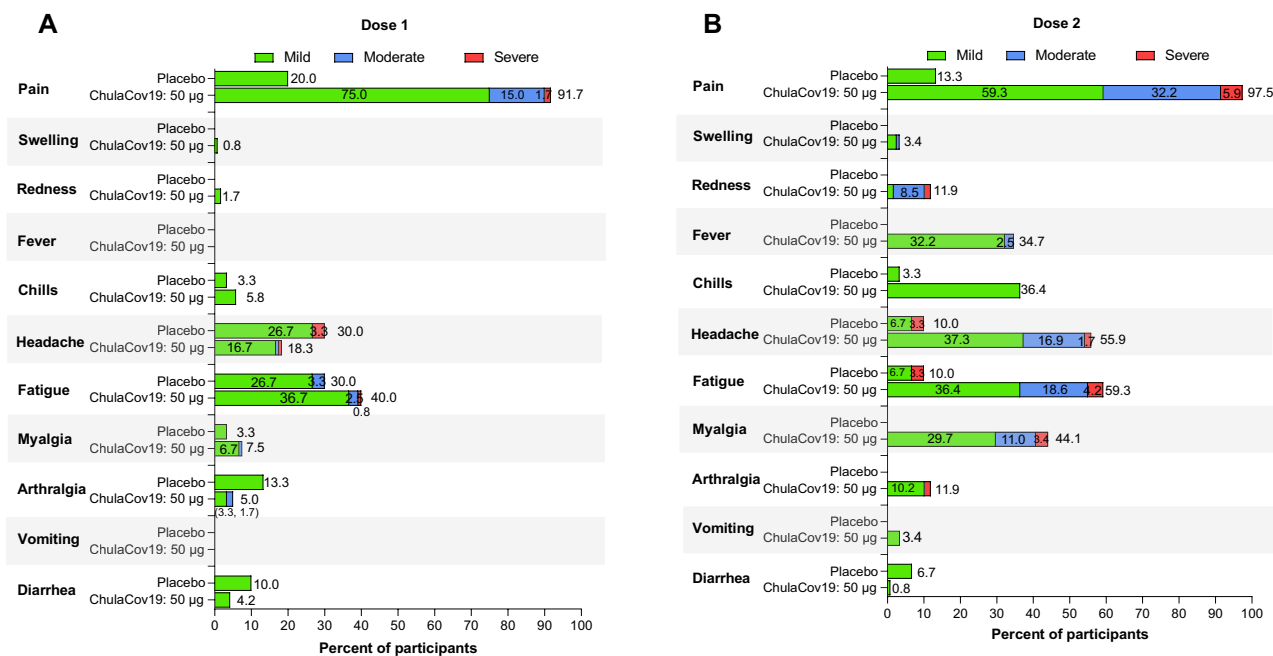 A
Dose 1
Mild Moderate Severe
Pain
Placebo 20.0
ChulaCov19: 50 µg 75.0 15.0 1.7 91.7
Swelling
Placebo
ChulaCov19: 50 µg 0.8
Redness
Placebo
ChulaCov19: 50 µg 1.7
Fever
Placebo
ChulaCov19: 50 µg
Chills
Placebo 3.3
ChulaCov19: 50 µg 5.8
Headache
Placebo 26.7 3.3 30.0
ChulaCov19: 50 µg 16.7 18.3
Fatigue
Placebo 26.7 3.3 30.0
ChulaCov19: 50 µg 36.7 2.5 40.0
0.8
Myalgia
Placebo 3.3
ChulaCov19: 50 µg 6.7 7.5
Arthralgia
Placebo 13.3
ChulaCov19: 50 µg 5.0
(3.3, 1.7)
Vomiting
Placebo
ChulaCov19: 50 µg
Diarrhea
Placebo 10.0
ChulaCov19: 50 µg 4.2
0 10 20 30 40 50 60 70 80 90 100
Percent of participants
B
Dose 2
Mild Moderate Severe
Pain
Placebo 13.3
ChulaCov19: 50 µg 59.3 32.2 5.9 97.5
Swelling
Placebo
ChulaCov19: 50 µg 3.4
Redness
Placebo
ChulaCov19: 50 µg 8.5 11.9
Fever
Placebo
ChulaCov19: 50 µg 32.2 2.5 34.7
Chills
Placebo 3.3
ChulaCov19: 50 µg 36.4
Headache
Placebo 6.7 3.3 10.0
ChulaCov19: 50 µg 37.3 16.9 1.7 55.9
Fatigue
Placebo 6.7 3.3 10.0
ChulaCov19: 50 µg 36.4 18.6 4.2 59.3
Myalgia
Placebo
ChulaCov19: 50 µg 29.7 11.0 3.4 44.1
Arthralgia
Placebo
ChulaCov19: 50 µg 10.2 11.9
Vomiting
Placebo
ChulaCov19: 50 µg 3.4
Diarrhea
Placebo 6.7
ChulaCov19: 50 µg 0.8
0 10 20 30 40 50 60 70 80 90 100
Percent of participants